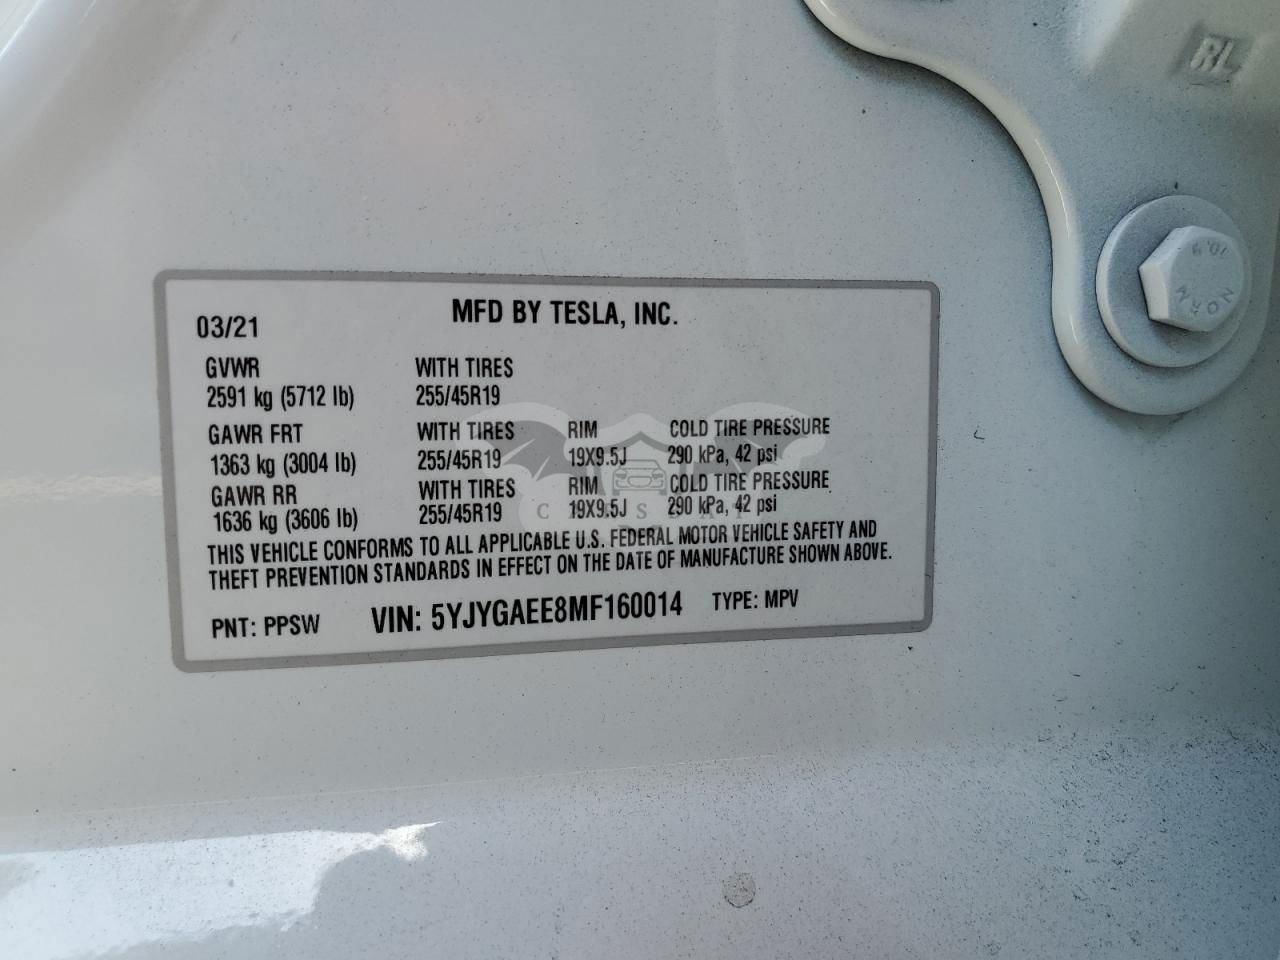 RL
10.9
NORM
03/21 MFD BY TESLA, INC.
GVWR WITH TIRES
2591 kg (5712 lb) 255/45R19
GAWR FRT WITH TIRES RIM COLD TIRE PRESSURE
1363 kg (3004 lb) 255/45R19 19X9.5J 290 kPa, 42 psi
GAWR RR WITH TIRES RIM COLD TIRE PRESSURE
1636 kg (3606 lb) 255/45R19 19X9.5J 290 kPa, 42 psi
THIS VEHICLE CONFORMS TO ALL APPLICABLE U.S. FEDERAL MOTOR VEHICLE SAFETY AND
THEFT PREVENTION STANDARDS IN EFFECT ON THE DATE OF MANUFACTURE SHOWN ABOVE.
PNT: PPSW VIN: 5YJYGAEE8MF160014 TYPE: MPV